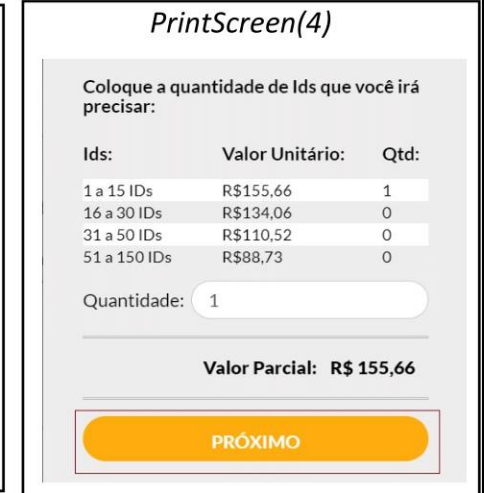 PrintScreen(4)
Coloque a quantidade de Ids que você irá
precisar:
Ids: Valor Unitário: Qtd:
1 a 15 IDs R$155,66 1
16 a 30 IDs R$134,06 0
31 a 50 IDs R$110,52 0
51 a 150 IDs R$88,73 0
Quantidade: 1
Valor Parcial: R$ 155,66
PRÓXIMO